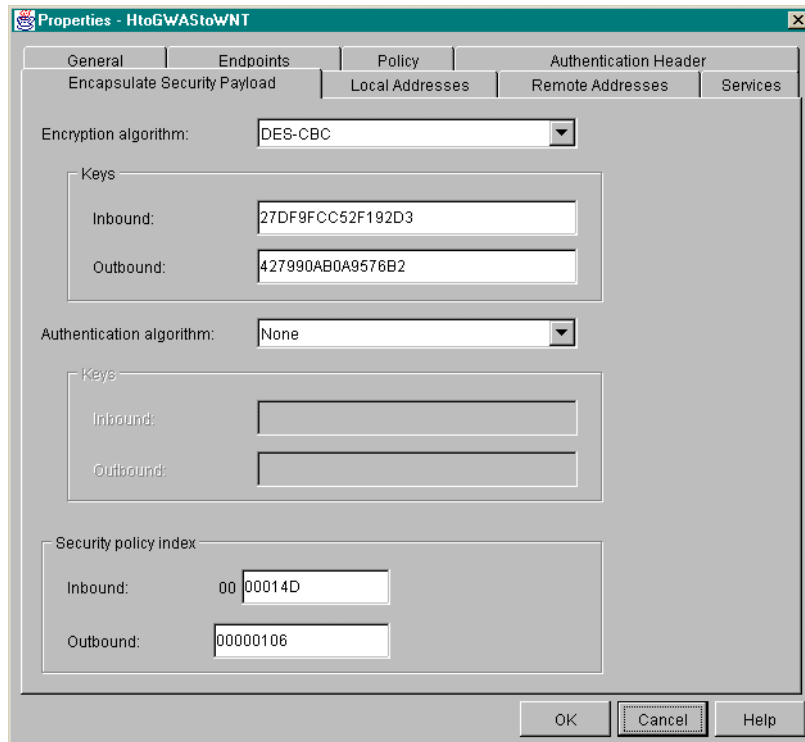 Properties - HtoGWAStoWNT
General Endpoints Policy Authentication Header
Encapsulate Security Payload Local Addresses Remote Addresses Services
Encryption algorithm: DES-CBC
Keys
Inbound: 27DF9FCC52F192D3
Outbound: 427990AB0A9576B2
Authentication algorithm: None
Keys
Inbound:
Outbound:
Security policy index
Inbound: 00 00014D
Outbound: 00000106
OK Cancel Help